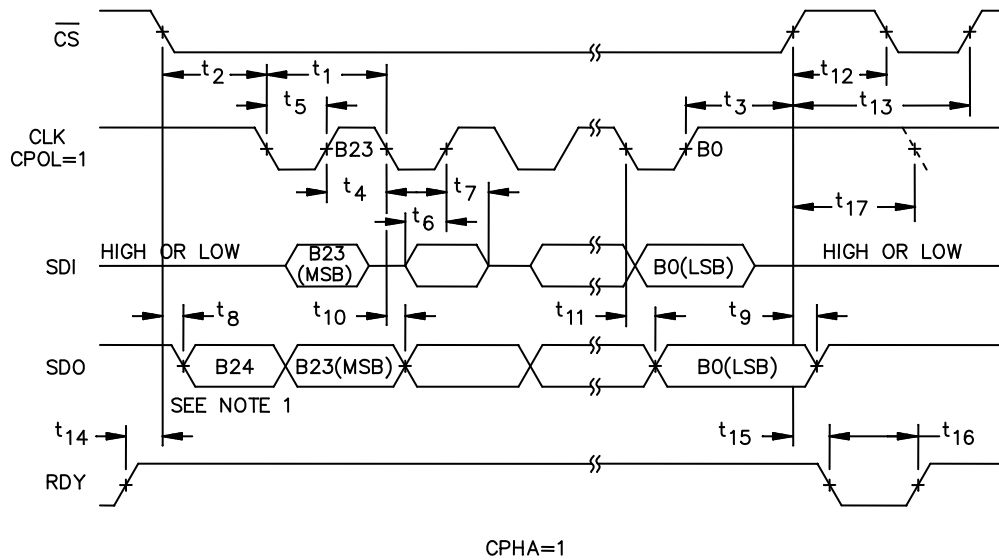 CS
t2 t1 t12
t5 t3 t13
CLK
CPOL=1
B23 B0
t4 t7 t17
t6
HIGH OR LOW HIGH OR LOW
SDI
B23
(MSB)
B0(LSB)
t8 t10 t11 t9
SDO B24 B23(MSB) B0(LSB)
SEE NOTE 1
t14 t15 t16
RDY
CPHA=1